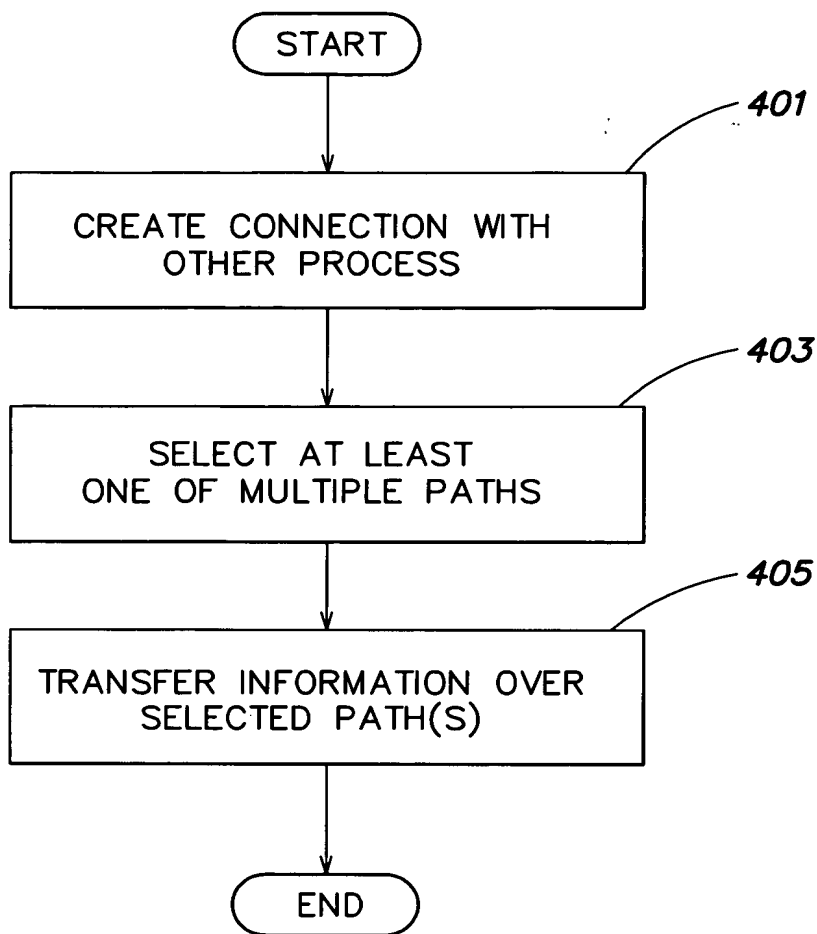 START
401
CREATE CONNECTION WITH
OTHER PROCESS
403
SELECT AT LEAST
ONE OF MULTIPLE PATHS
405
TRANSFER INFORMATION OVER
SELECTED PATH(S)
END